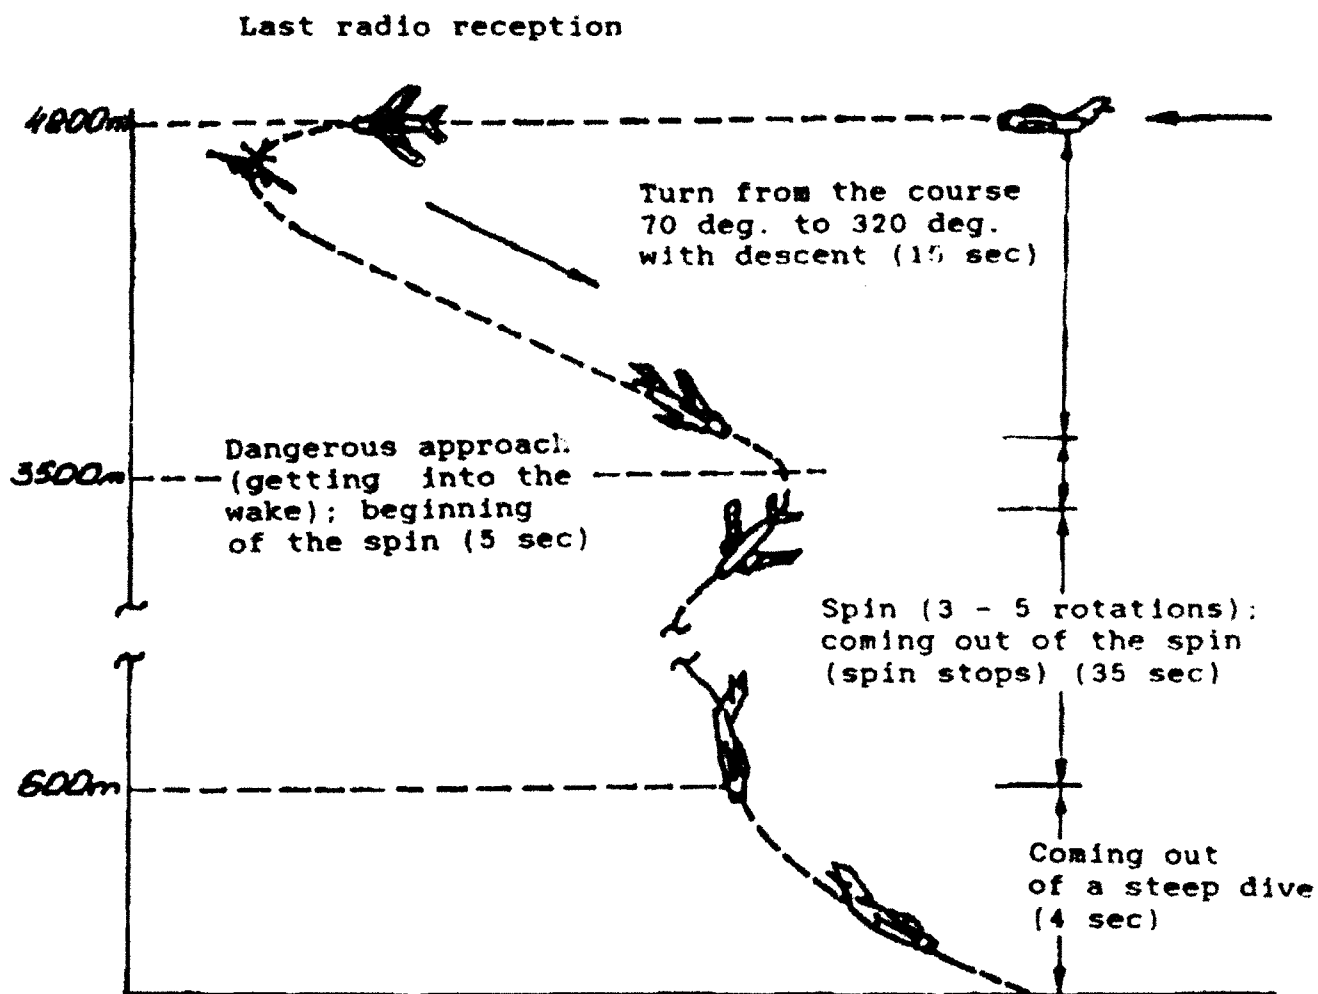 Last radio reception
4200m
Turn from the course
70 deg. to 320 deg.
with descent (15 sec)
Dangerous approach
3500m
(getting into the
wake); beginning
of the spin (5 sec)
Spin (3 - 5 rotations);
coming out of the spin
(spin stops) (35 sec)
600m
Coming out
of a steep dive
(4 sec)